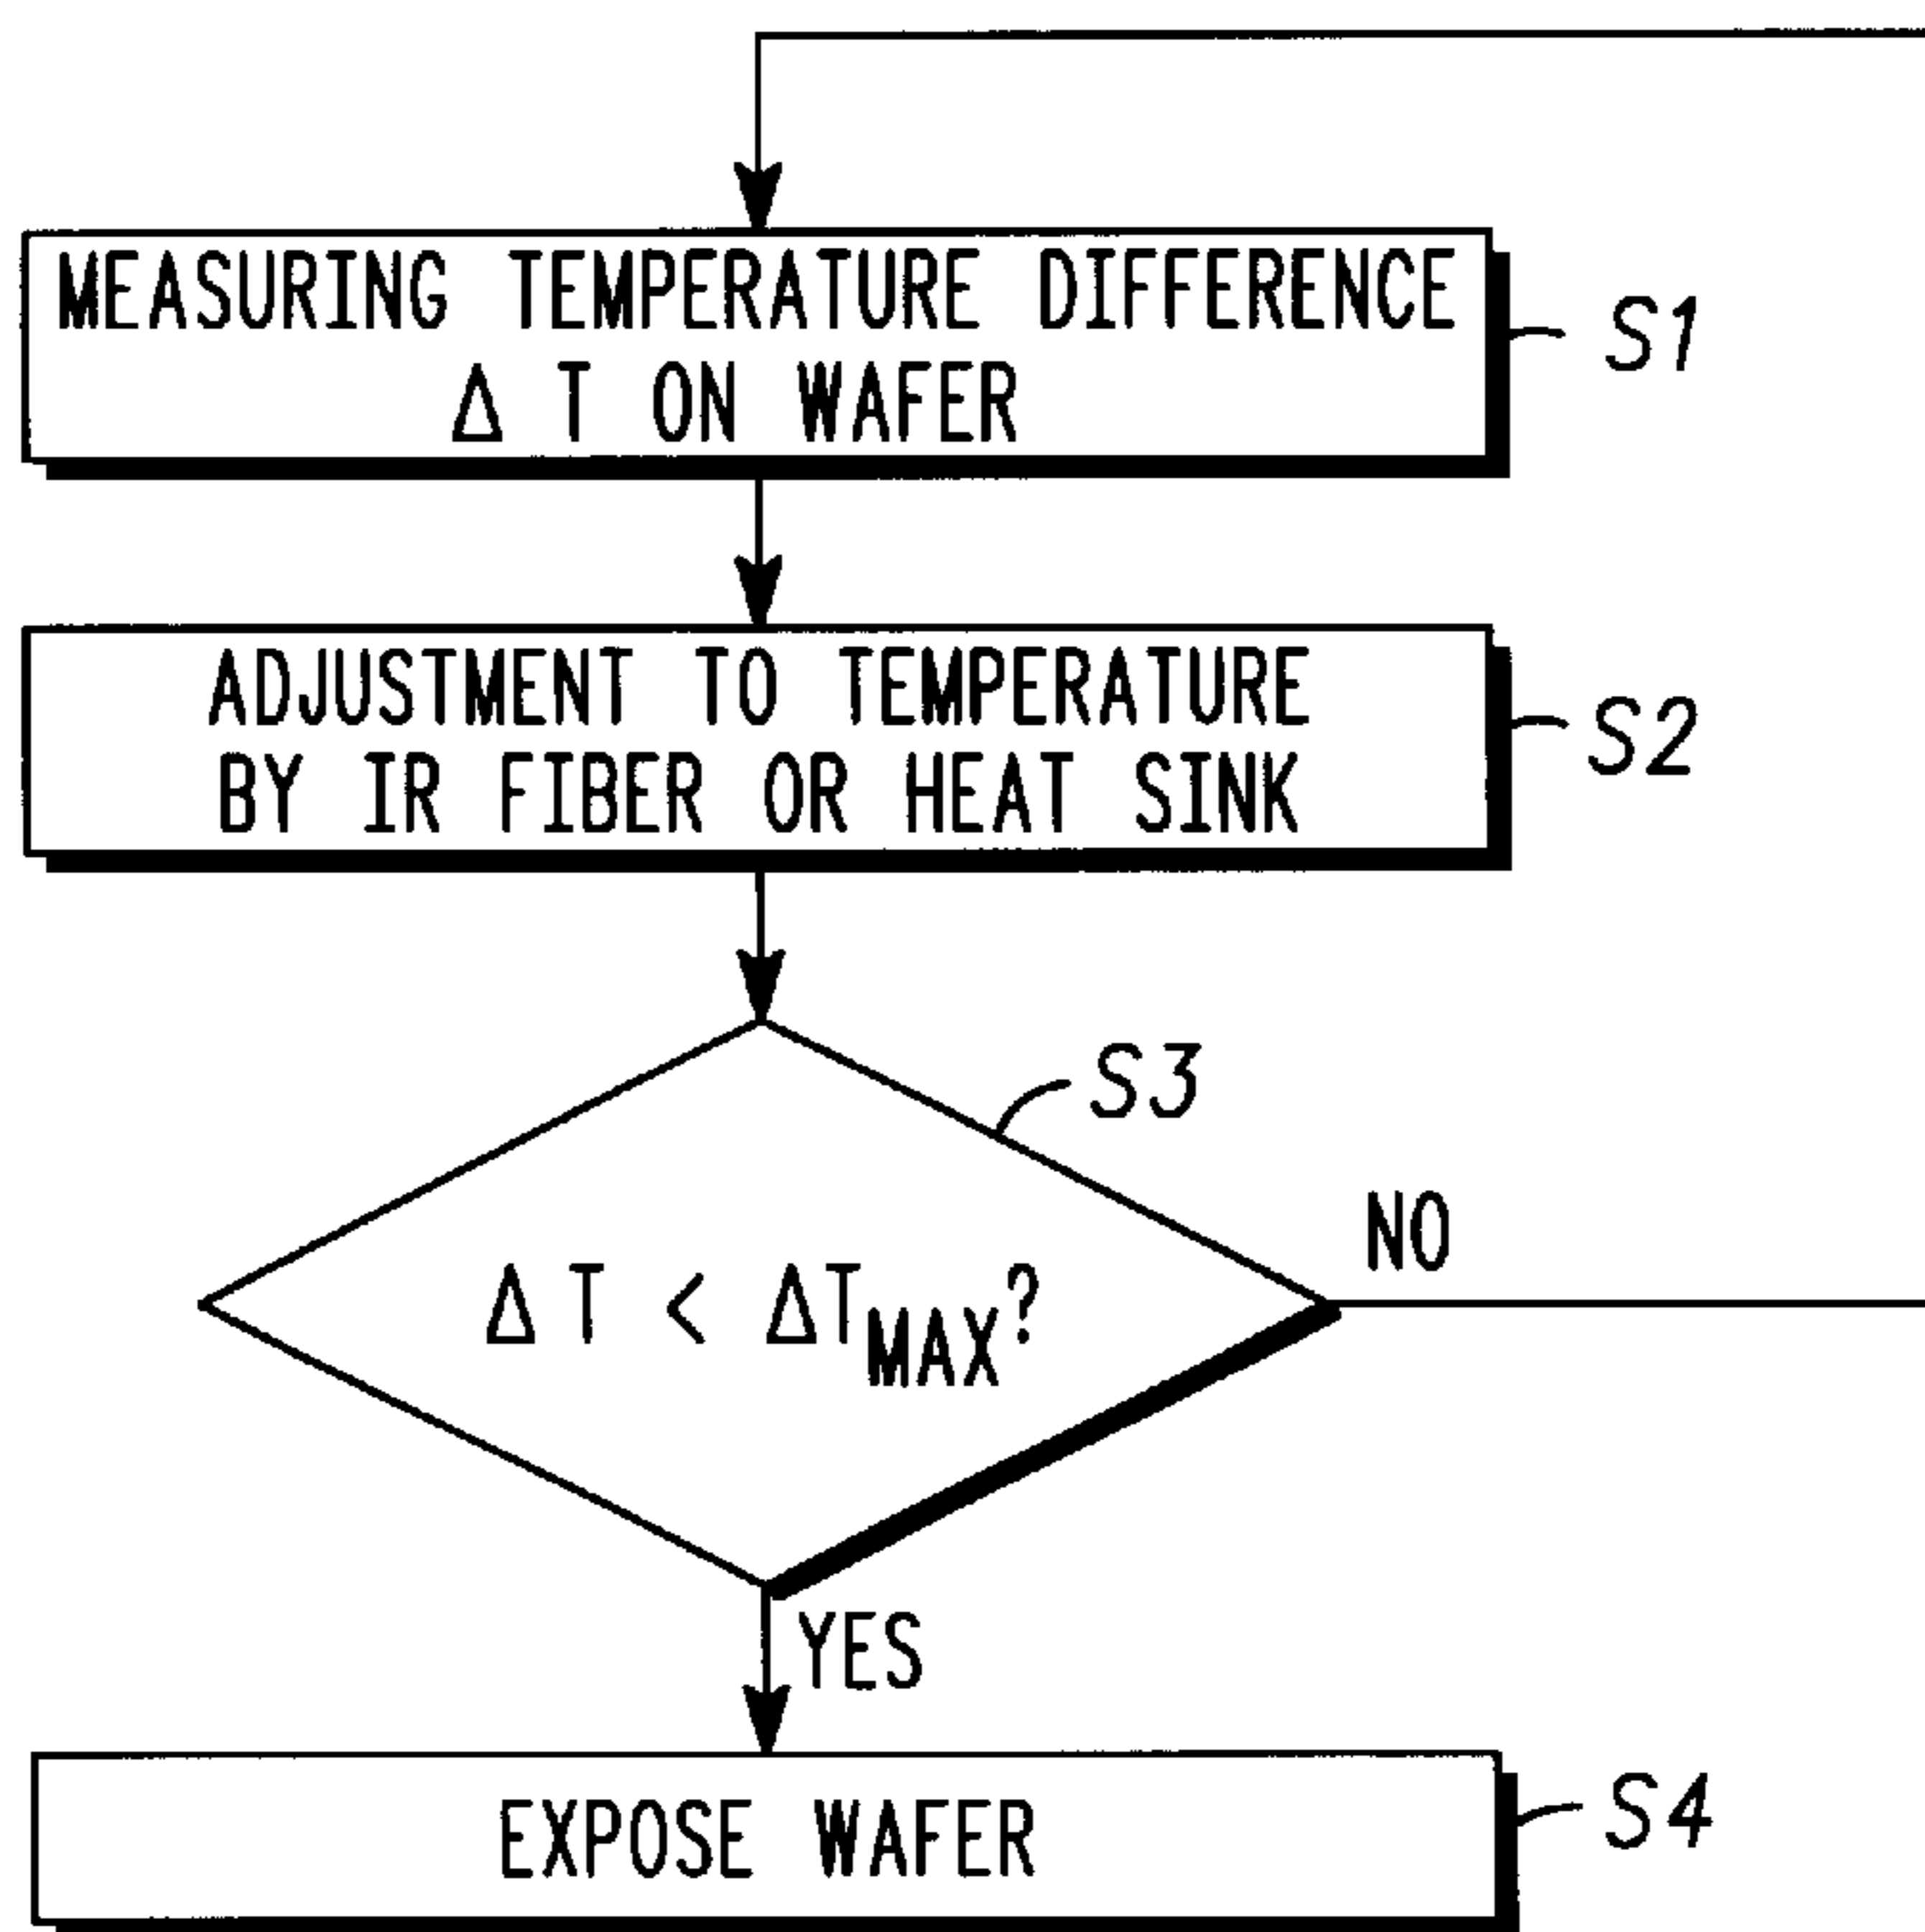 MEASURING TEMPERATURE DIFFERENCE
Δ T ON WAFER
S1
ADJUSTMENT TO TEMPERATURE
BY IR FIBER OR HEAT SINK
S2
S3
Δ T < ΔTMAX?
NO
YES
EXPOSE WAFER
S4